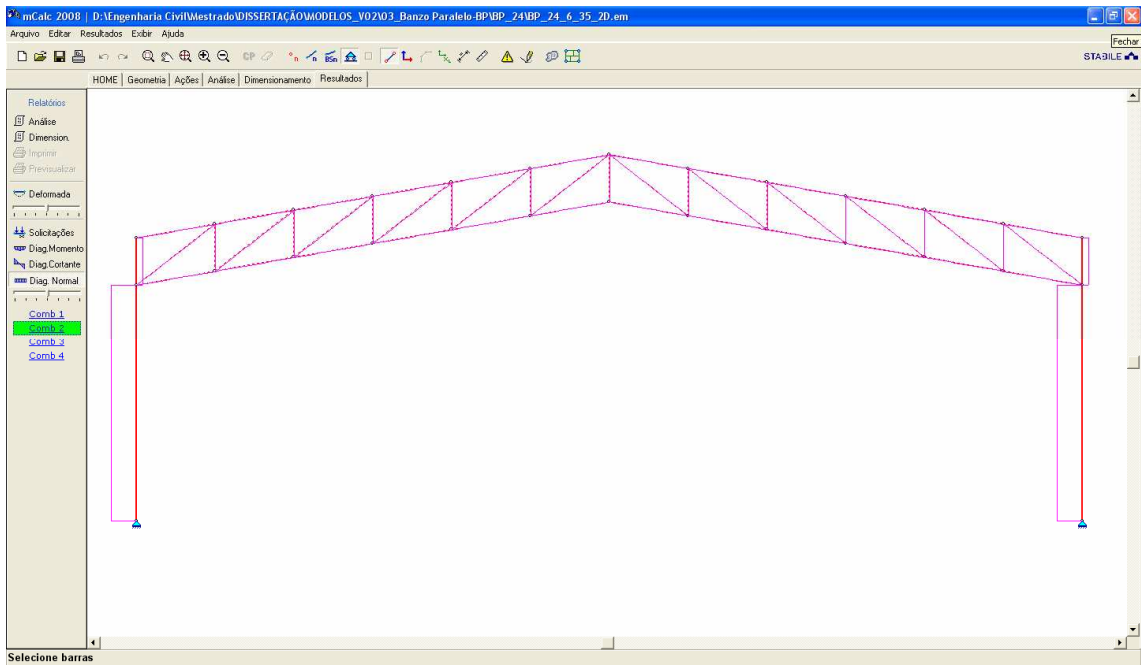 mCalc 2008 | D:\Engenharia Civil\Mestrado\DISSERTAÇÃO\MODELOS_V02\03_Banzo Paralelo-BP\BP_24\BP_24_6_35_2D.em
Arquivo Editar Resultados Exibir Ajuda
Fechar
CP
n
n
BSn
STABILE
HOME Geometria Ações Análise Dimensionamento Resultados
Relatórios
Análise
Dimension.
Imprimir
Previsualizar
Deformada
Solicitações
Diag.Momento
Diag.Cortante
Diag. Normal
Comb 1
Comb 2
Comb 3
Comb 4
Selecione barras